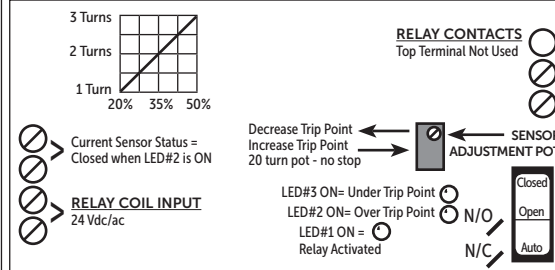 3 Turns
2 Turns
1 Turn
20% 35% 50%
RELAY CONTACTS
Top Terminal Not Used
Current Sensor Status =
Closed when LED#2 is ON
RELAY COIL INPUT
24 Vdc/ac
Decrease Trip Point
Increase Trip Point
20 turn pot - no stop
SENSOR
ADJUSTMENT POT
LED#3 ON= Under Trip Point
LED#2 ON= Over Trip Point
LED#1 ON =
Relay Activated
N/O
N/C
Closed
Open
Auto